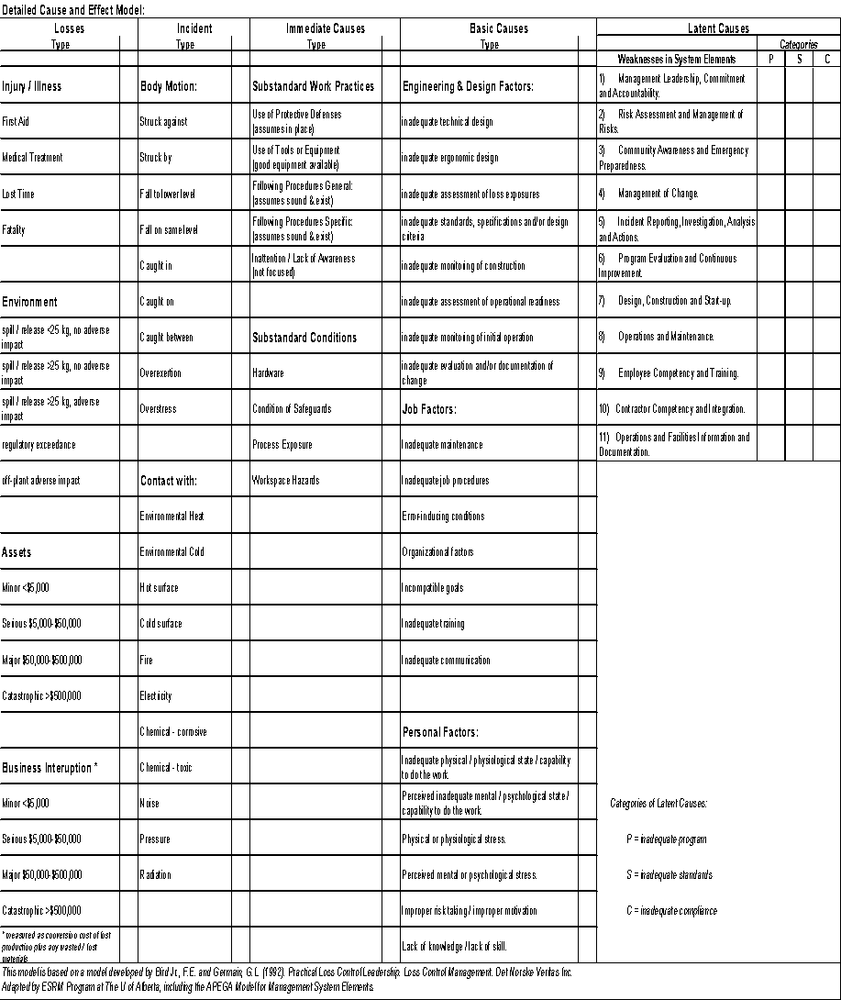 Detailed Cause and Effect Model:
Losses Incident Immediate Causes Basic Causes Latent Causes
Type Type Type Type Categories
Weaknesses in System Elements P S C
Injury / Illness Body Motion: Substandard Work Practices Engineering & Design Factors: 1) Management Leadership, Commitment
and Accountability.
First Aid Struck against Use of Protective Defenses inadequate technical design 2) Risk Assessment and Management of
(assumes in place) Risks.
Medical Treatment Struck by Use of Tools or Equipment inadequate ergonomic design 3) Community Awareness and Emergency
(good equipment available) Preparedness.
Lost Time Fall to lower level Following Procedures General: inadequate assessment of loss exposures 4) Management of Change.
(assumes sound & exist)
Fatality Fall on same level Following Procedures Specific: inadequate standards, specifications and/or design 5) Incident Reporting, Investigation, Analysis
(assumes sound & exist) criteria and Actions.
Caught in Inattention / Lack of Awareness inadequate monitoring of construction 6) Program Evaluation and Continuous
(not focused) Improvement.
Environment Caught on inadequate assessment of operational readiness 7) Design, Construction and Start-up.
spill / release <25 kg, no adverse Caught between Substandard Conditions inadequate monitoring of initial operation 8) Operations and Maintenance.
impact
spill / release >25 kg, no adverse Overexertion Hardware inadequate evaluation and/or documentation of 9) Employee Competency and Training.
impact change
spill / release >25 kg, adverse Overstress Condition of Safeguards Job Factors: 10) Contractor Competency and Integration.
impact
regulatory exceedance Process Exposure Inadequate maintenance 11) Operations and Facilities Information and
Documentation.
off-plant adverse impact Contact with: Workspace Hazards Inadequate job procedures
Environmental Heat Error-inducing conditions
Assets Environmental Cold Organizational factors
Minor <$5,000 Hot surface Incompatible goals
Serious $5,000-$50,000 Cold surface Inadequate training
Major $50,000-$500,000 Fire Inadequate communication
Catastrophic >$500,000 Electricity
Chemical - corrosive Personal Factors:
Business Interuption * Chemical - toxic Inadequate physical / physiological state / capability
to do the work.
Minor <$5,000 Noise Perceived inadequate mental / psychological state / Categories of Latent Causes:
capability to do the work.
Serious $5,000-$50,000 Pressure Physical or physiological stress. P = inadequate program
Major $50,000-$500,000 Radiation Perceived mental or psychological stress. S = inadequate standards
Catastrophic >$500,000 Improper risk taking / improper motivation C = inadequate compliance
* measured as conversion cost of lost
production plus any wasted / lost Lack of knowledge / lack of skill.
materials
This model is based on a model developed by Bird Jr., F.E. and Germain, G.L. (1992). Practical Loss Control Leadership. Loss Control Management. Det Norske Veritas Inc.
Adapted by ESRM Program at The U of Alberta, including the APEGA Model for Management System Elements.